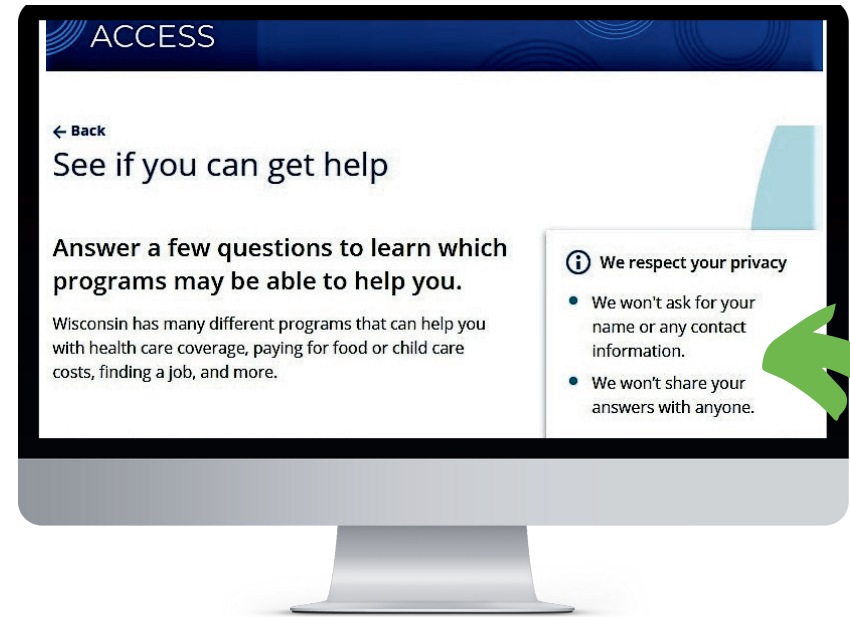 ACCESS
← Back
See if you can get help
Answer a few questions to learn which
programs may be able to help you.
Wisconsin has many different programs that can help you
with health care coverage, paying for food or child care
costs, finding a job, and more.
We respect your privacy
• We won't ask for your
name or any contact
information.
• We won't share your
answers with anyone.